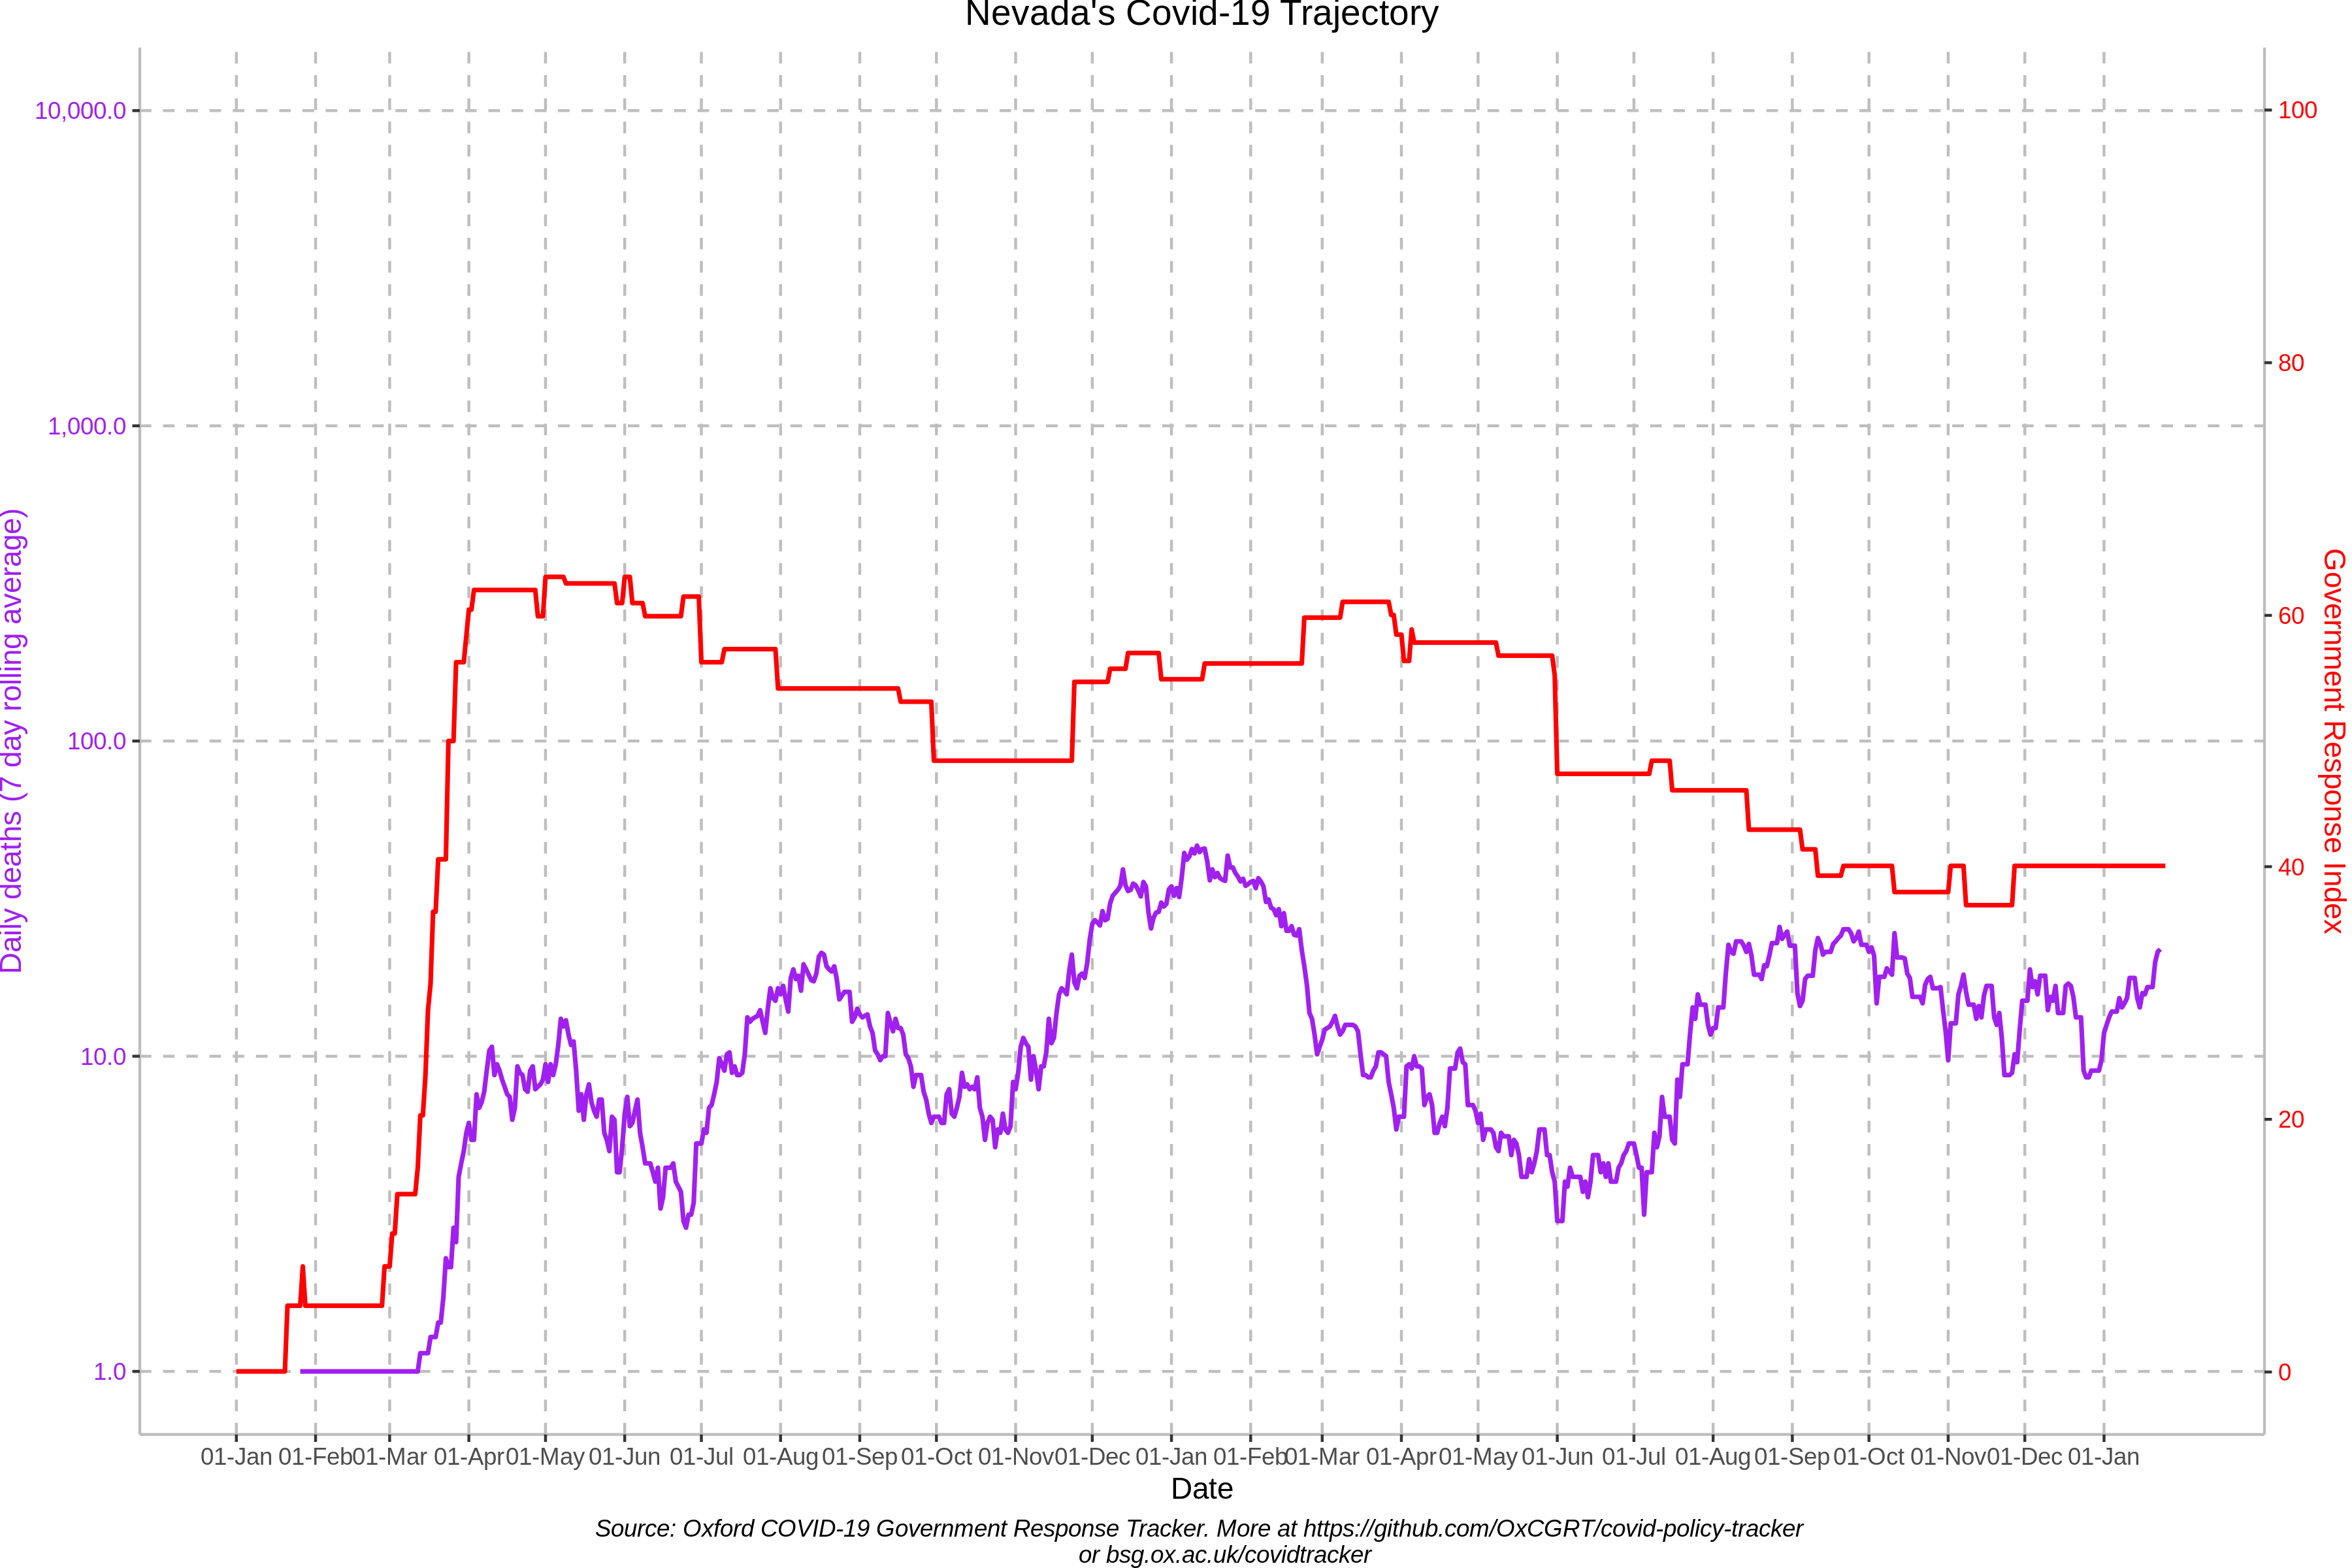 Nevada's Covid-19 Trajectory
10,000.0
1,000.0
100.0
10.0
1.0
Daily deaths (7 day rolling average)
100
80
60
40
20
0
Government Response Index
01-Jan 01-Feb 01-Mar 01-Apr 01-May 01-Jun 01-Jul 01-Aug 01-Sep 01-Oct 01-Nov 01-Dec 01-Jan 01-Feb 01-Mar 01-Apr 01-May 01-Jun 01-Jul 01-Aug 01-Sep 01-Oct 01-Nov 01-Dec 01-Jan
Date
Source: Oxford COVID-19 Government Response Tracker. More at https://github.com/OxCGRT/covid-policy-tracker
or bsg.ox.ac.uk/covidtracker